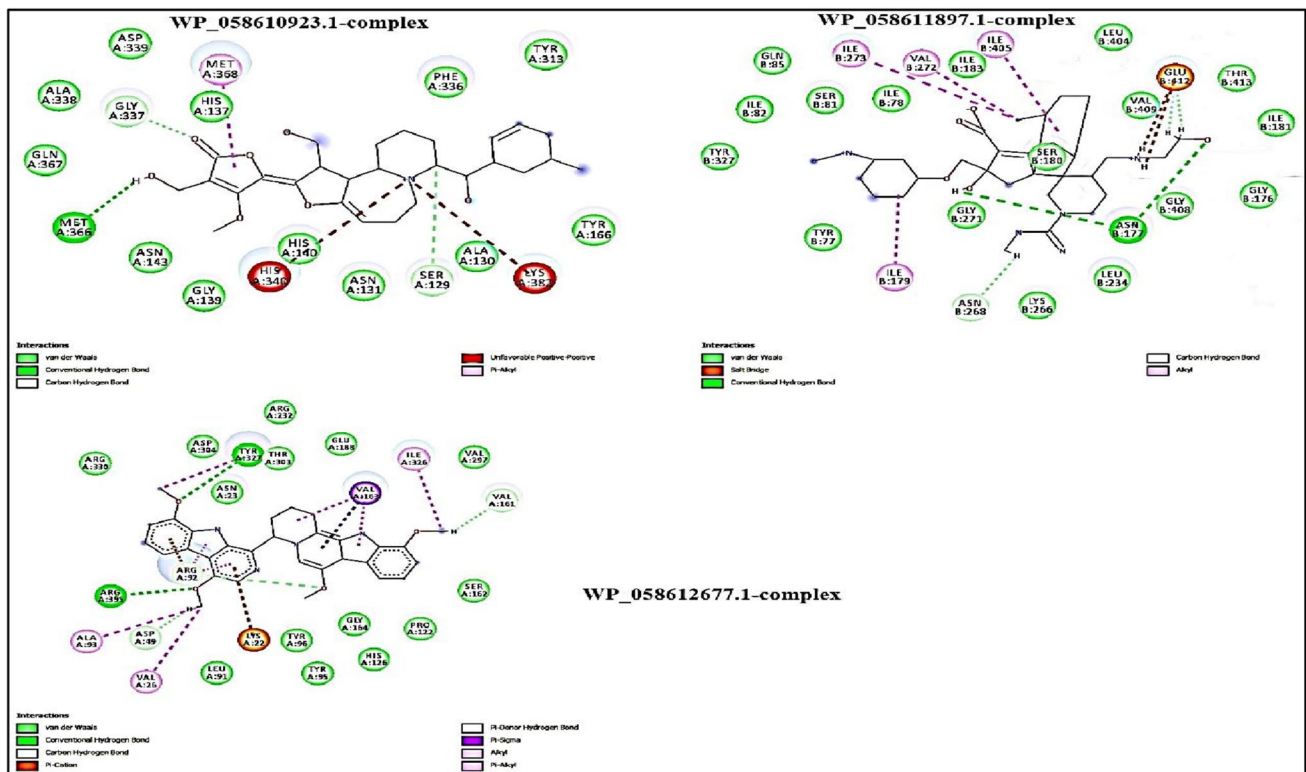 WP_058610923.1-complex
ASP
A:339
MET
A:368
TYR
A:313
PHE
A:336
ALA
A:338
GLY
A:337
HIS
A:137
GLN
A:367
MET
A:366
HIS
A:140
TYR
A:166
ASN
A:143
HIS
A:340
ALA
A:130
GLY
A:139
ASN
A:131
SER
A:129
LYS
A:382
Interactions
van der Waals
Conventional Hydrogen Bond
Carbon Hydrogen Bond
Unfavorable Positive-Positive
Pi-Alkyl
WP_058611897.1-complex
GLN
B:85
ILE
B:273
VAL
B:272
ILE
B:183
ILE
B:405
LEU
B:404
GLU
B:412
THR
B:413
ILE
B:82
SER
B:81
ILE
B:78
VAL
B:409
ILE
B:181
TYR
B:327
SER
B:180
TYR
B:77
GLY
B:271
ASN
B:177
GLY
B:408
GLY
B:176
ILE
B:179
ASN
B:268
LYS
B:266
LEU
B:234
Interactions
van der Waals
Salt Bridge
Conventional Hydrogen Bond
Carbon Hydrogen Bond
Alkyl
ARG
A:232
ASP
A:304
TYR
A:327
THR
A:303
GLU
A:188
ILE
A:326
VAL
A:297
ARG
A:330
ASN
A:23
VAL
VAL
A:161
ARG
A:92
ARG
A:395
SER
A:162
ALA
A:93
ASP
A:49
LYS
A:22
TYR
A:96
GLY
A:164
PRO
A:122
VAL
A:26
LEU
A:91
TYR
A:95
HIS
A:126
WP_058612677.1-complex
Interactions
van der Waals
Conventional Hydrogen Bond
Carbon Hydrogen Bond
Pi-Cation
Pi-Donor Hydrogen Bond
Pi-Sigma
Alkyl
Pi-Alkyl